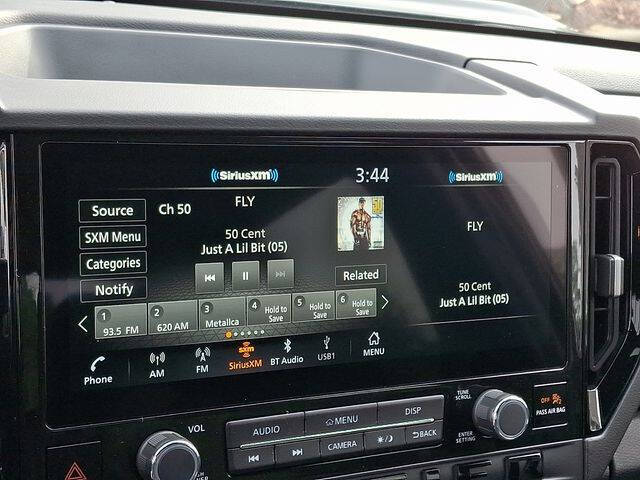 SiriusXM
3:44
SiriusXM
Source
Ch 50
FLY
FLY
SXM Menu
50 Cent
Just A Lil Bit (05)
Categories
Notify
Related
50
50 Cent
Just A Lil Bit (05)
1
93.5 FM
2
620 AM
3
Metallica
4
Hold to
Save
5
Hold to
Save
6
Hold to
Save
Phone
AM
FM
sxm
SiriusXM
BT Audio
USB1
MENU
VOL
AUDIO
MENU
DISP
CAMERA
BACK
TUNE
SCROLL
ENTER
SETTING
OFF
PASS AIR BAG